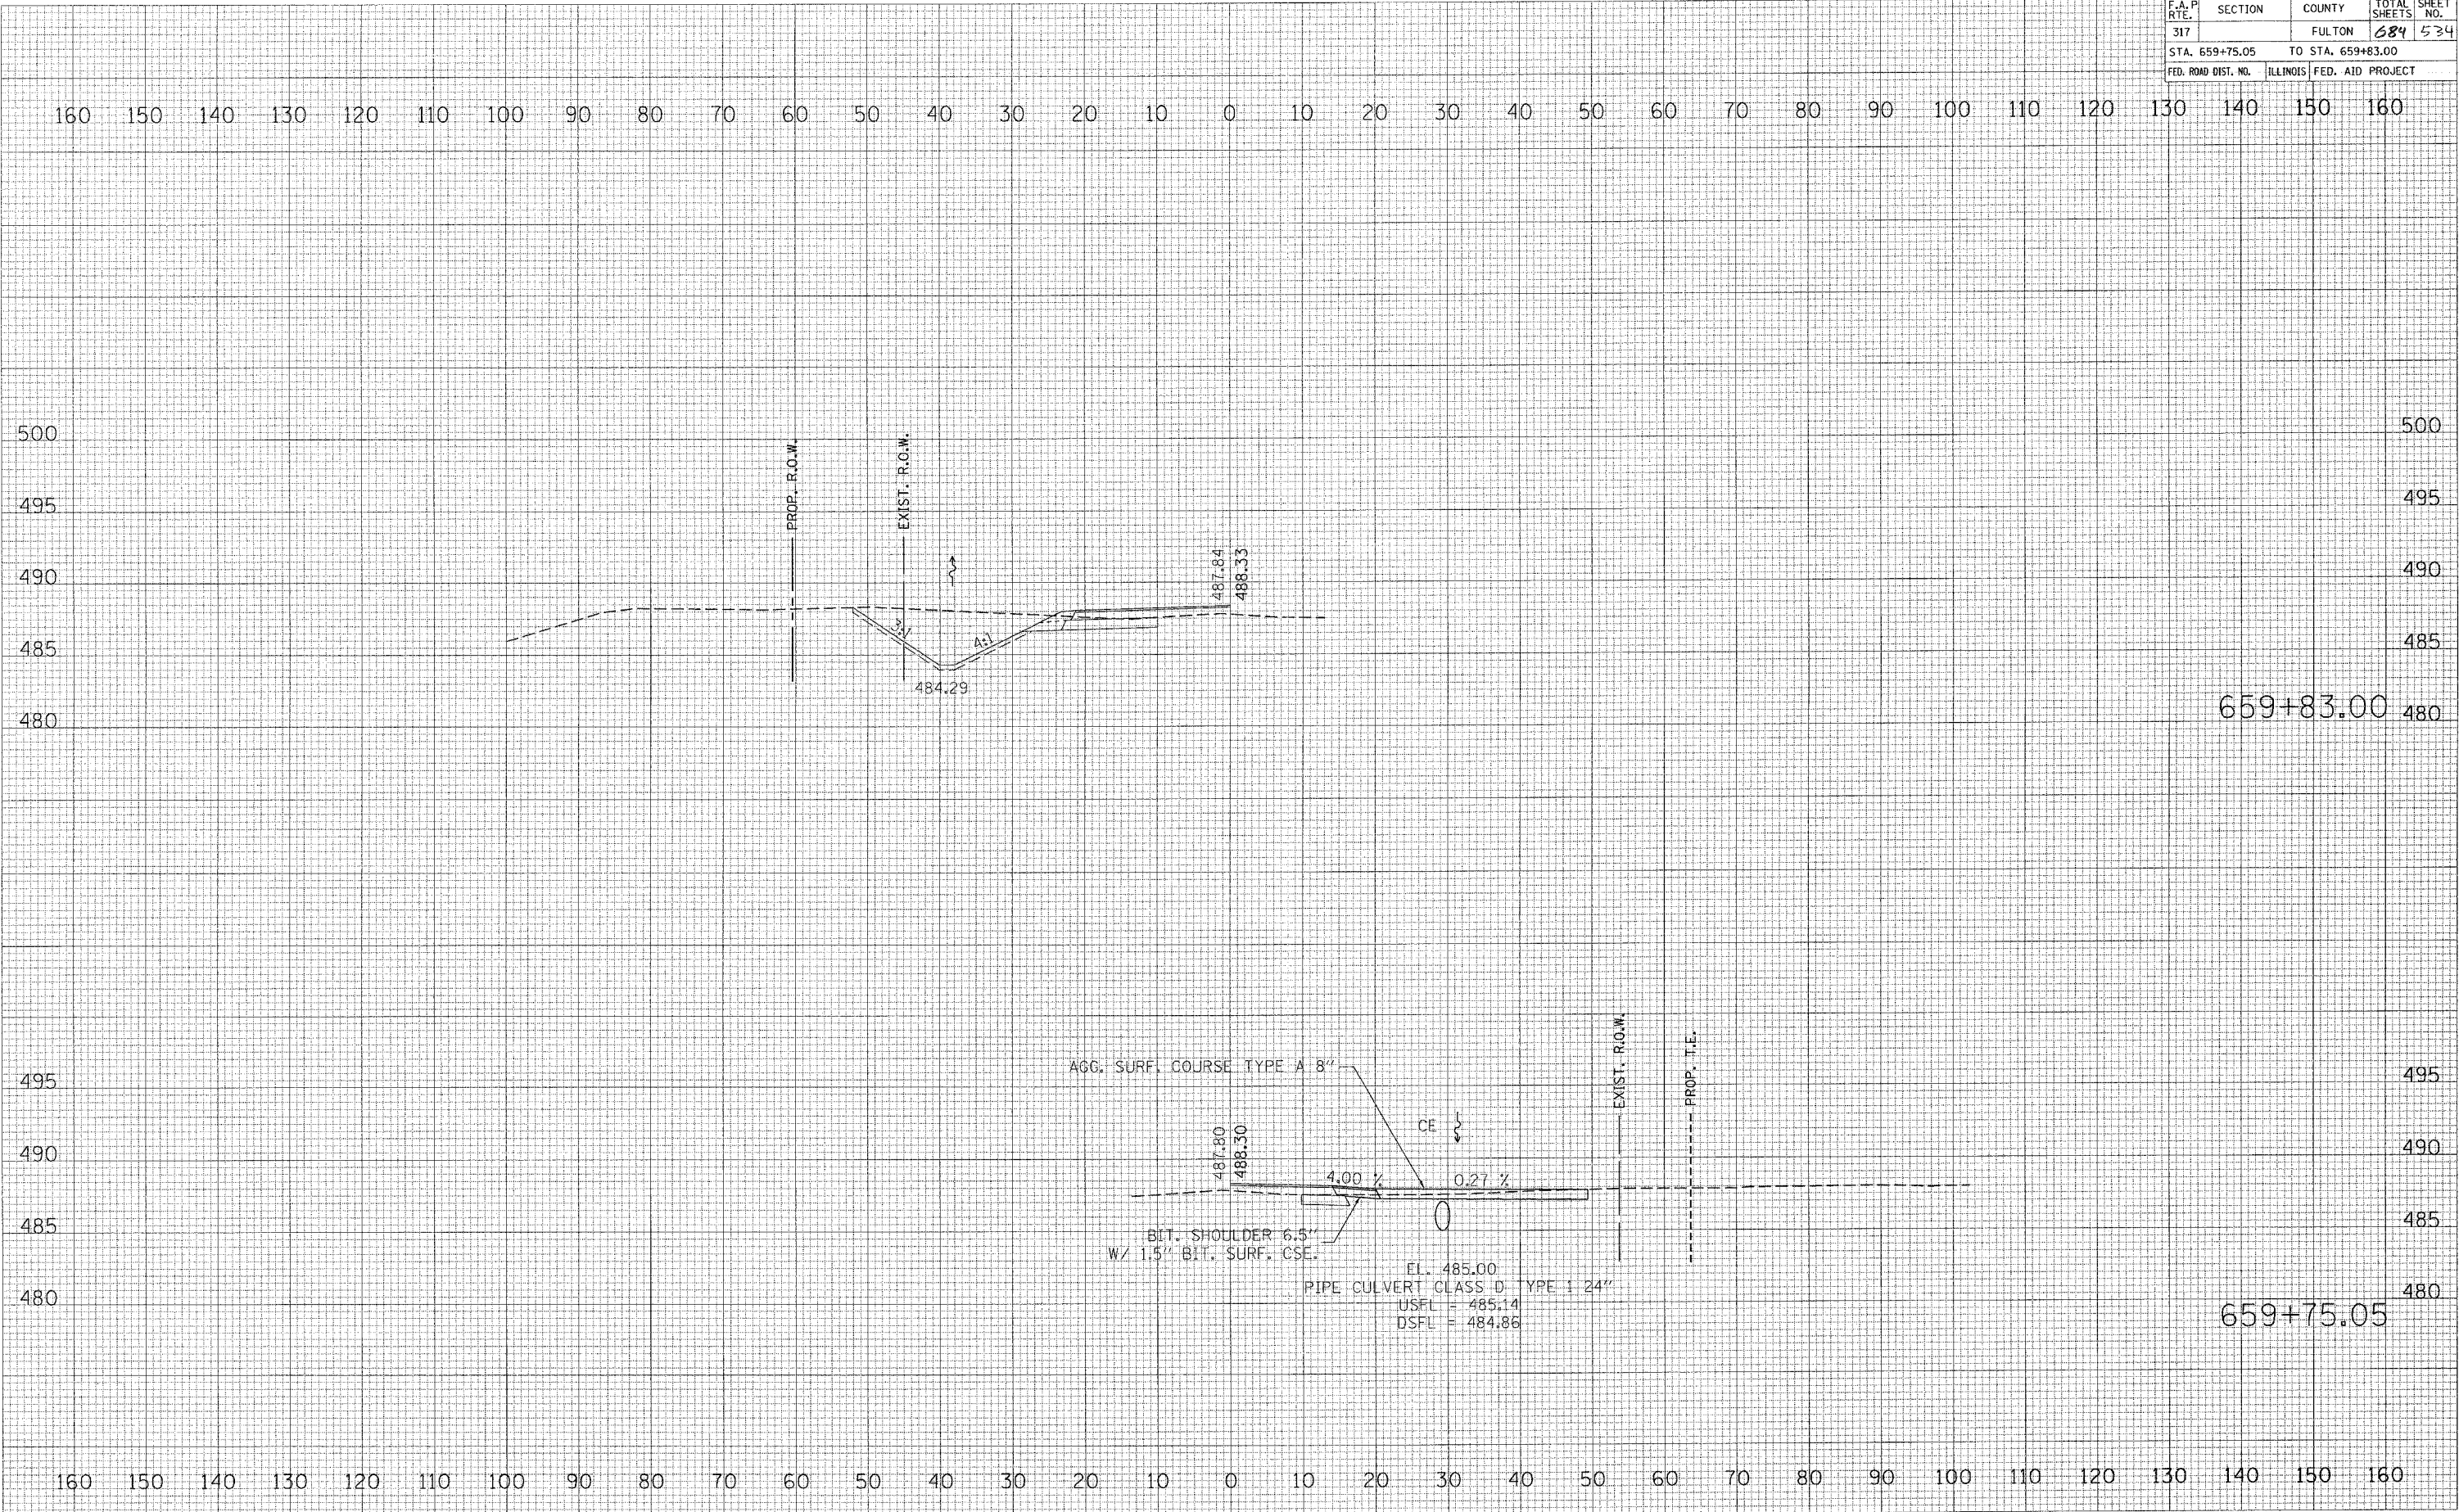 F.A.P. RTE. SECTION COUNTY TOTAL SHEETS SHEET NO.
317 FULTON 684 534
STA. 659+75.05 TO STA. 659+83.00
FED. ROAD DIST. NO. ILLINOIS FED. AID PROJECT
160 150 140 130 120 110 100 90 80 70 60 50 40 30 20 10 0 10 20 30 40 50 60 70 80 90 100 110 120 130 140 150 160
500 500
PROP. R.O.W.
EXIST. R.O.W.
495 495
487.84
488.33
490 490
3:1
4:1
485 485
484.29
659+83.00
480 480
EXIST. R.O.W.
PROP. T.E.
AGG. SURF. COURSE TYPE A 8"
495 495
CE
487.80
488.30
490 490
4.00 %
0.27 %
485 485
BIT. SHOULDER 6.5"
W/ 1.5" BIT. SURF. CSE.
EL. 485.00
PIPE CULVERT CLASS D TYPE 1 24"
USFL = 485.14
DSFL = 484.86
480 480
659+75.05
160 150 140 130 120 110 100 90 80 70 60 50 40 30 20 10 0 10 20 30 40 50 60 70 80 90 100 110 120 130 140 150 160